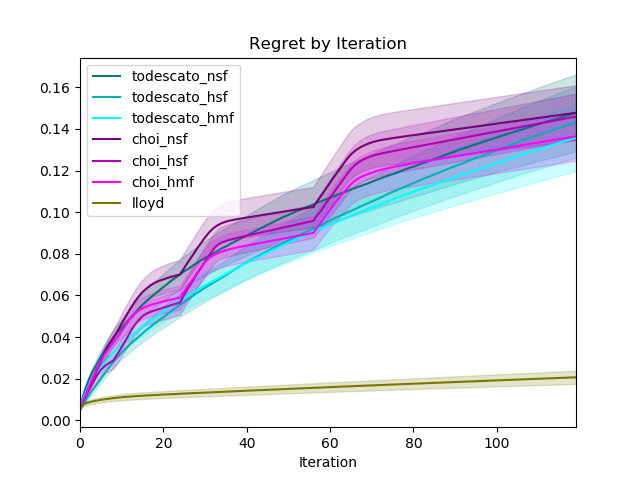 Regret by Iteration
todescato_nsf
todescato_hsf
todescato_hmf
choi_nsf
choi_hsf
choi_hmf
lloyd
0.16
0.14
0.12
0.10
0.08
0.06
0.04
0.02
0.00
0 20 40 60 80 100
Iteration